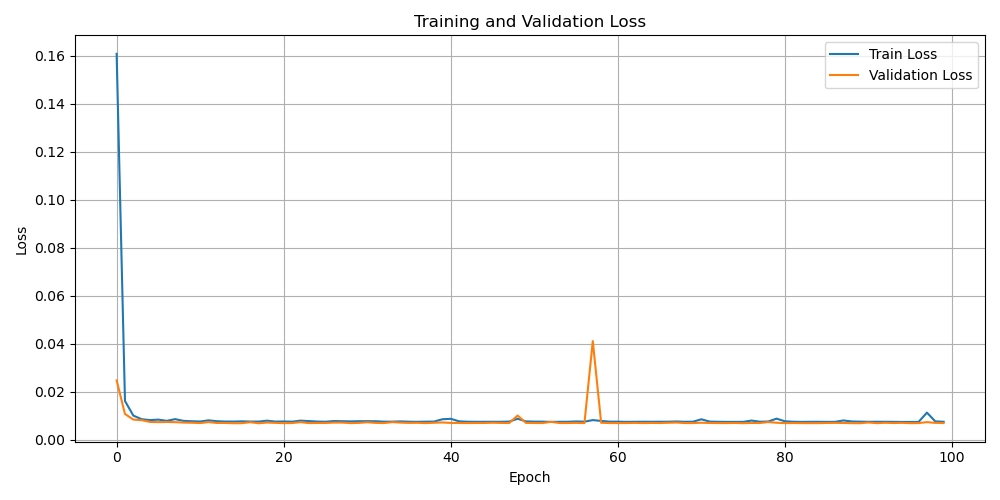 Training and Validation Loss
Train Loss
Validation Loss
0.16
0.14
0.12
0.10
0.08
0.06
0.04
0.02
0.00
Loss
0 20 40 60 80 100
Epoch